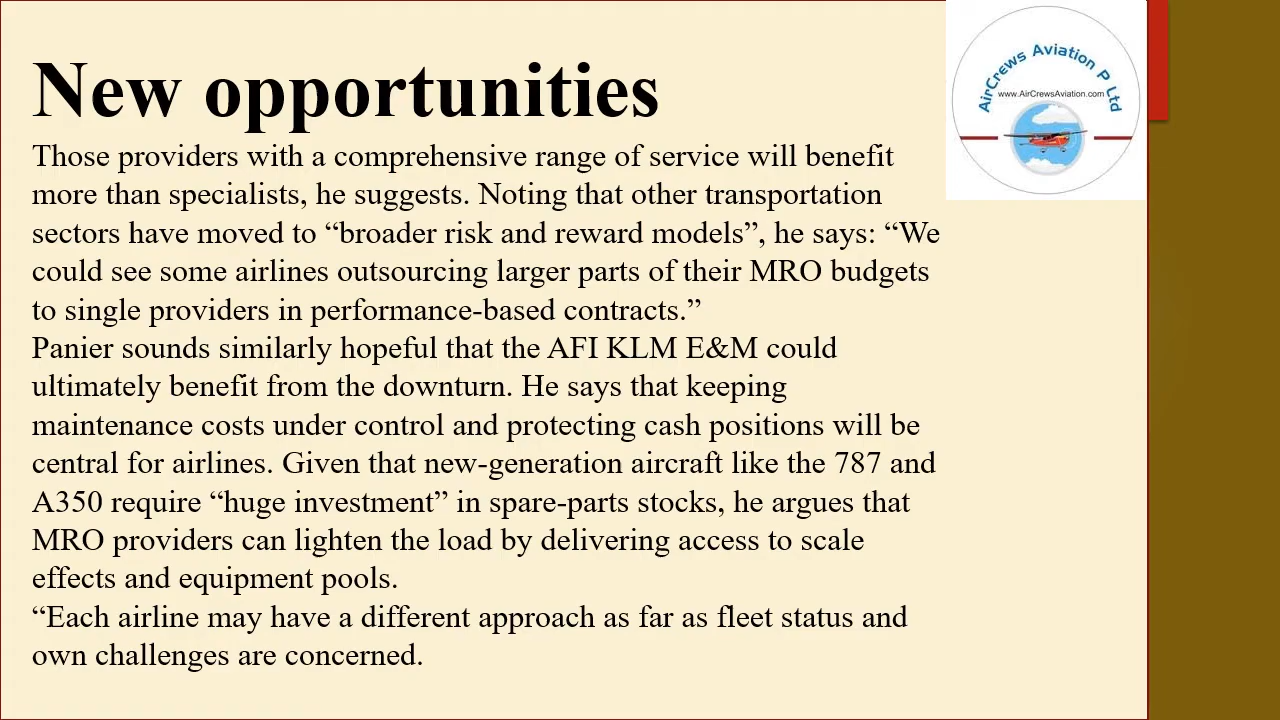 New opportunities
Those providers with a comprehensive range of service will benefit
more than specialists, he suggests. Noting that other transportation
sectors have moved to “broader risk and reward models”, he says: “We
could see some airlines outsourcing larger parts of their MRO budgets
to single providers in performance-based contracts.”
Panier sounds similarly hopeful that the AFI KLM E&M could
ultimately benefit from the downturn. He says that keeping
maintenance costs under control and protecting cash positions will be
central for airlines. Given that new-generation aircraft like the 787 and
A350 require “huge investment” in spare-parts stocks, he argues that
MRO providers can lighten the load by delivering access to scale
effects and equipment pools.
“Each airline may have a different approach as far as fleet status and
own challenges are concerned.
AirCrews Aviation P Ltd
www.AirCrewsAviation.com